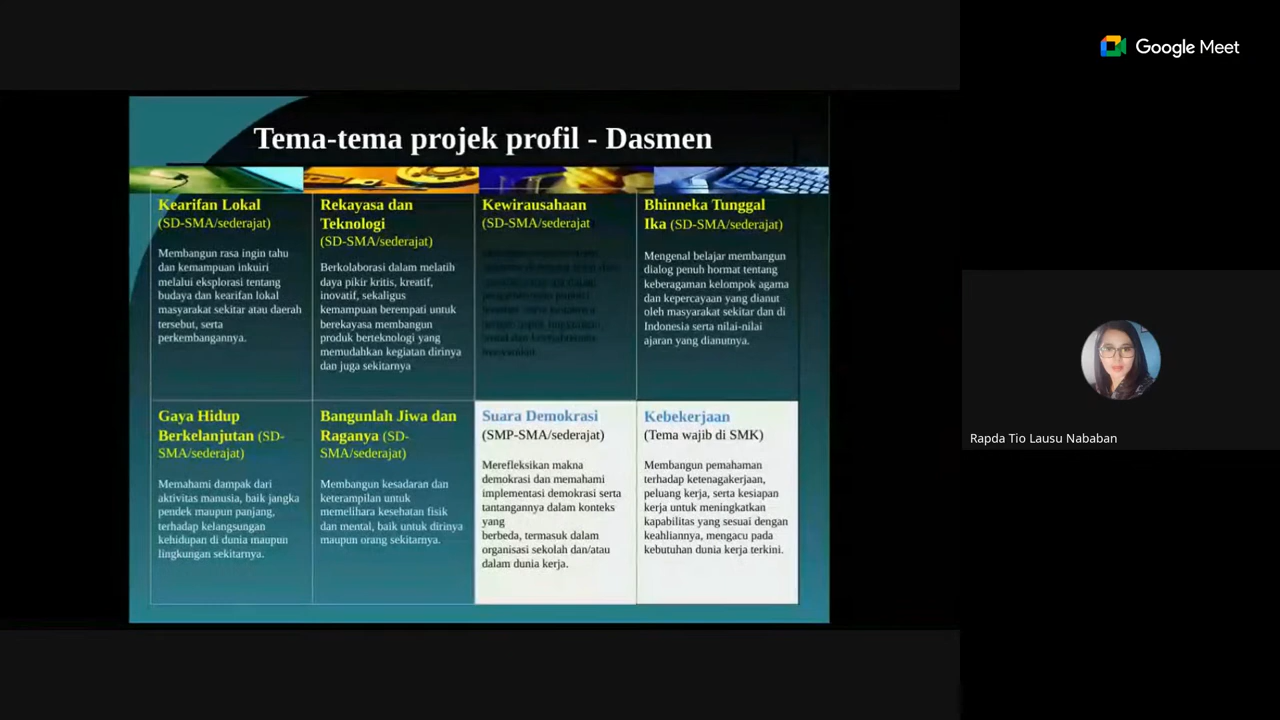 Google Meet
Tema-tema projek profil - Dasmen
Kearifan Lokal
(SD-SMA/sederajat)
Membangun rasa ingin tahu
dan kemampuan inkuiri
melalui eksplorasi tentang
budaya dan kearifan lokal
masyarakat sekitar atau daerah
tersebut, serta
perkembangannya.
Rekayasa dan
Teknologi
(SD-SMA/sederajat)
Berkolaborasi dalam melatih
daya pikir kritis, kreatif,
inovatif, sekaligus
kemampuan berempati untuk
berekayasa membangun
produk berteknologi yang
memudahkan kegiatan dirinya
dan juga sekitarnya
Kewirausahaan
(SD-SMA/sederajat
Bhinneka Tunggal
Ika (SD-SMA/sederajat)
Mengenal belajar membangun
dialog penuh hormat tentang
keberagaman kelompok agama
dan kepercayaan yang dianut
oleh masyarakat sekitar dan di
Indonesia serta nilai-nilai
ajaran yang dianutnya.
Gaya Hidup
Berkelanjutan (SD-
SMA/sederajat)
Memahami dampak dari
aktivitas manusia, baik jangka
pendek maupun panjang,
terhadap kelangsungan
kehidupan di dunia maupun
lingkungan sekitarnya.
Bangunlah Jiwa dan
Raganya (SD-
SMA/sederajat)
Membangun kesadaran dan
keterampilan untuk
memelihara kesehatan fisik
dan mental, baik untuk dirinya
maupun orang sekitarnya.
Suara Demokrasi
(SMP-SMA/sederajat)
Merefleksikan makna
demokrasi dan memahami
implementasi demokrasi serta
tantangannya dalam konteks
yang
berbeda, termasuk dalam
organisasi sekolah dan/atau
dalam dunia kerja.
Kebekerjaan
(Tema wajib di SMK)
Membangun pemahaman
terhadap ketenagakerjaan,
peluang kerja, serta kesiapan
kerja untuk meningkatkan
kapabilitas yang sesuai dengan
keahliannya, mengacu pada
kebutuhan dunia kerja terkini.
Rapda Tio Lausu Nababan